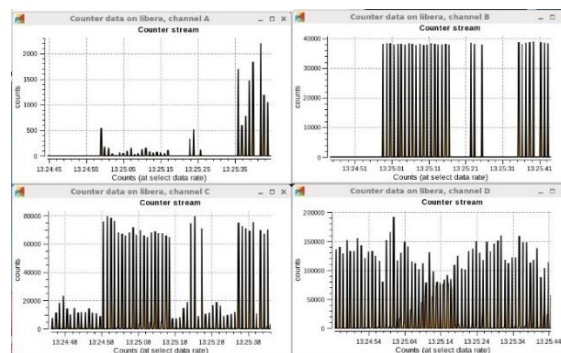 Counter data on libera, channel A
Counter stream
counts
2000
1500
1000
500
0
13:24:45 13:24:55 13:25:05 13:25:15 13:25:25 13:25:35
Counts (at select data rate)
Counter data on libera, channel B
Counter stream
counts
40000
30000
20000
10000
0
13:24:51 13:25:01 13:25:11 13:25:21 13:25:31 13:25:41
Counts (at select data rate)
Counter data on libera, channel C
Counter stream
counts
80000
60000
40000
20000
0
13:24:48 13:24:58 13:25:08 13:25:18 13:25:28 13:25:38
Counts (at select data rate)
Counter data on libera, channel D
Counter stream
counts
200000
150000
100000
50000
0
13:24:54 13:25:04 13:25:14 13:25:24 13:25:34 13:25:44
Counts (at select data rate)